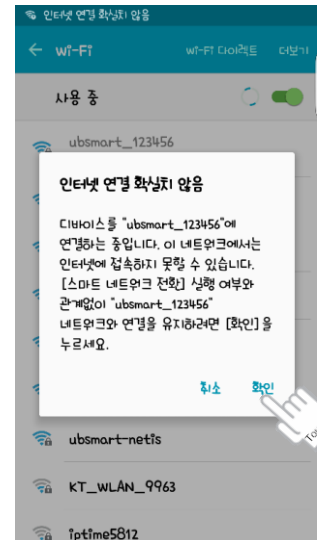 인터넷 연결 확실치 않음
← Wi-Fi Wi-Fi 다이렉트 더보기
사용 중
ubsmart_123456
인터넷 연결 확실치 않음
디바이스를 "ubsmart_123456"에
연결하는 중입니다. 이 네트워크에서는
인터넷에 접속하지 못할 수 있습니다.
[스마트 네트워크 전환] 실행 여부와
관계없이 "ubsmart_123456"
네트워크와 연결을 유지하려면 [확인]을
누르세요.
취소 확인
ubsmart-netis
KT_WLAN_9963
iptime5812